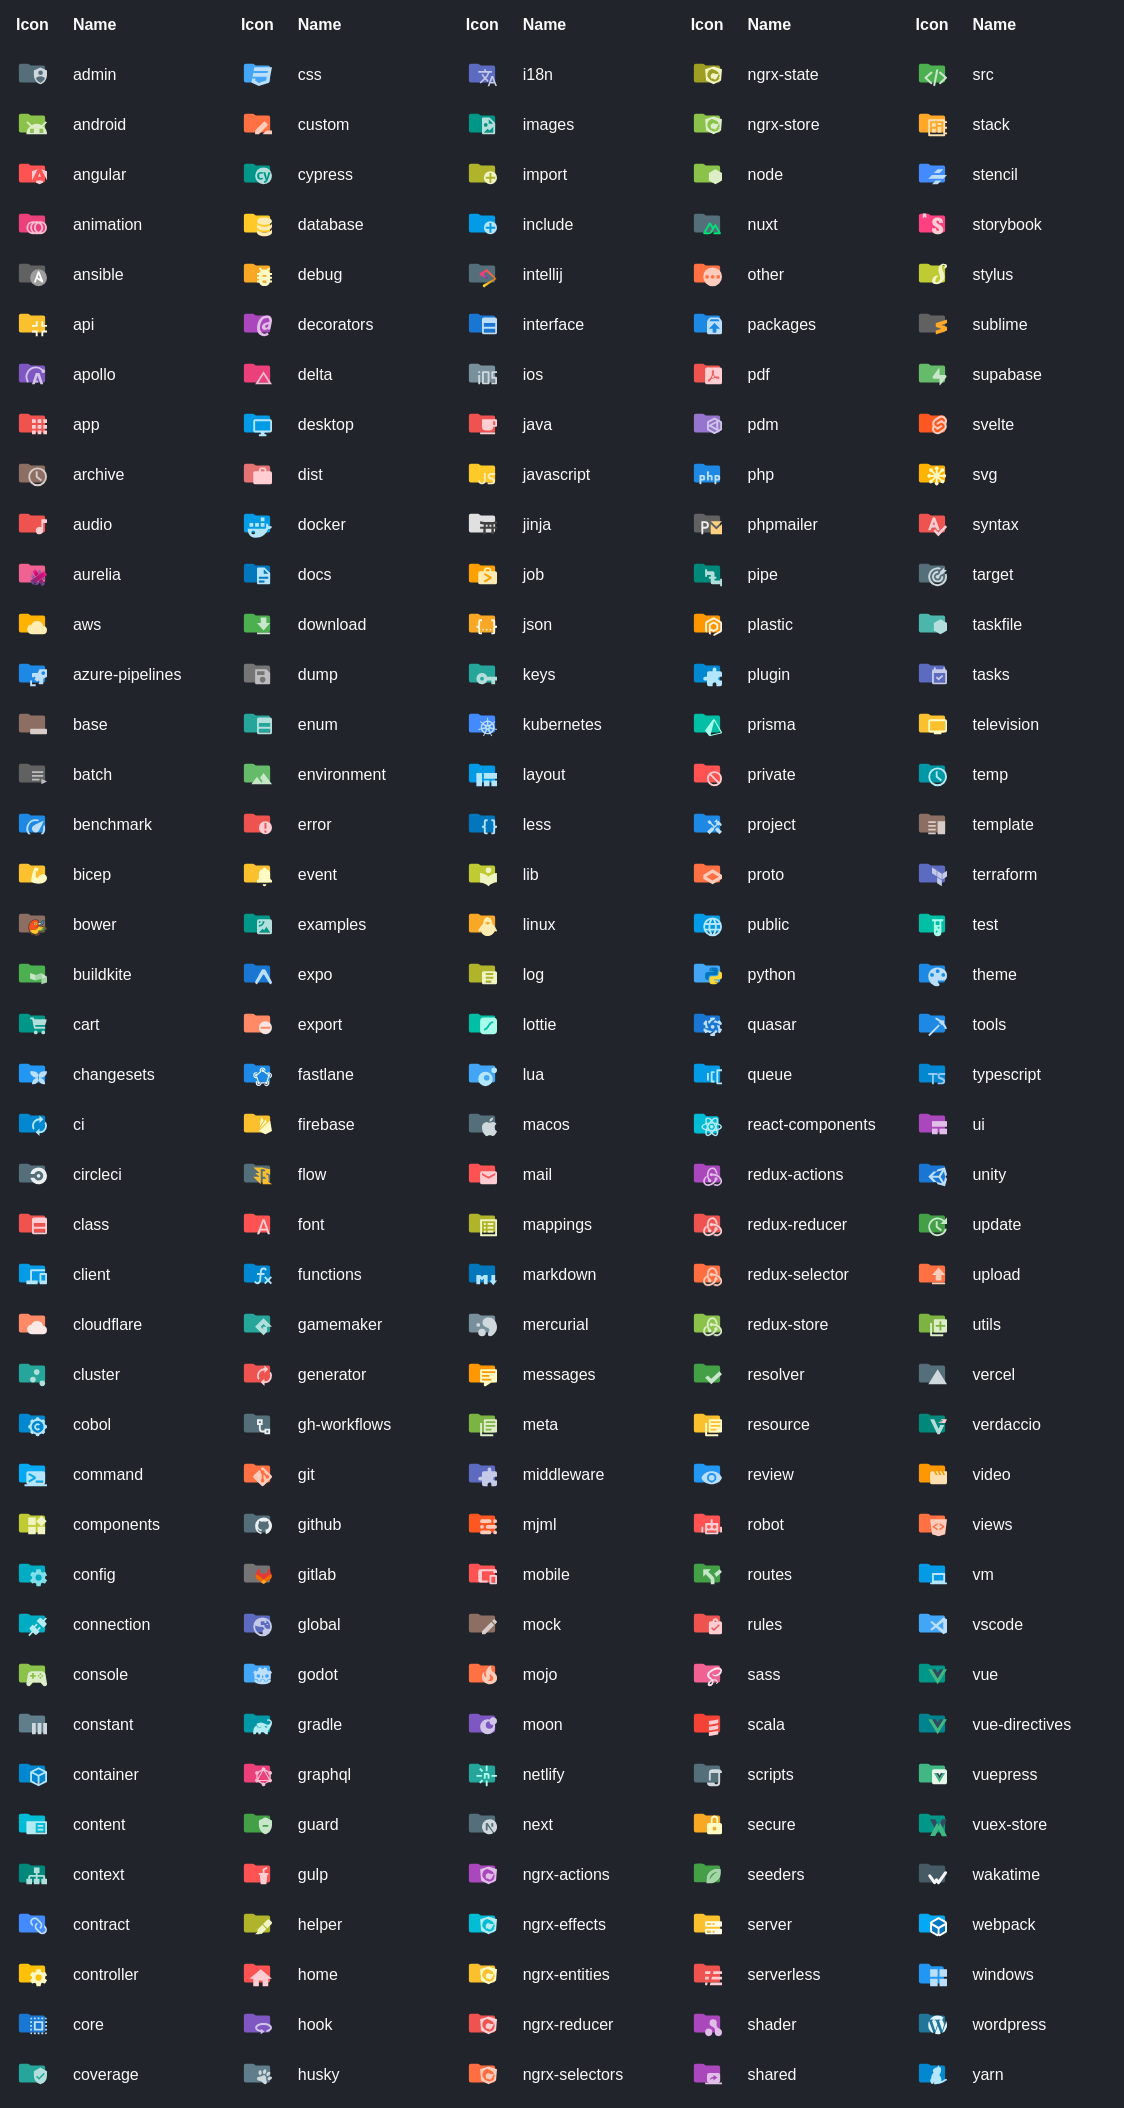 Icon Name Icon Name Icon Name Icon Name Icon Name
admin css i18n ngrx-state src
android custom images ngrx-store stack
angular cypress import node stencil
animation database include nuxt storybook
ansible debug intellij other stylus
api decorators interface packages sublime
apollo delta ios pdf supabase
app desktop java pdm svelte
archive dist javascript php svg
audio docker jinja phpmailer syntax
aurelia docs job pipe target
aws download json plastic taskfile
azure-pipelines dump keys plugin tasks
base enum kubernetes prisma television
batch environment layout private temp
benchmark error less project template
bicep event lib proto terraform
bower examples linux public test
buildkite expo log python theme
cart export lottie quasar tools
changesets fastlane lua queue typescript
ci firebase macos react-components ui
circleci flow mail redux-actions unity
class font mappings redux-reducer update
client functions markdown redux-selector upload
cloudflare gamemaker mercurial redux-store utils
cluster generator messages resolver vercel
cobol gh-workflows meta resource verdaccio
command git middleware review video
components github mjml robot views
config gitlab mobile routes vm
connection global mock rules vscode
console godot mojo sass vue
constant gradle moon scala vue-directives
container graphql netlify scripts vuepress
content guard next secure vuex-store
context gulp ngrx-actions seeders wakatime
contract helper ngrx-effects server webpack
controller home ngrx-entities serverless windows
core hook ngrx-reducer shader wordpress
coverage husky ngrx-selectors shared yarn